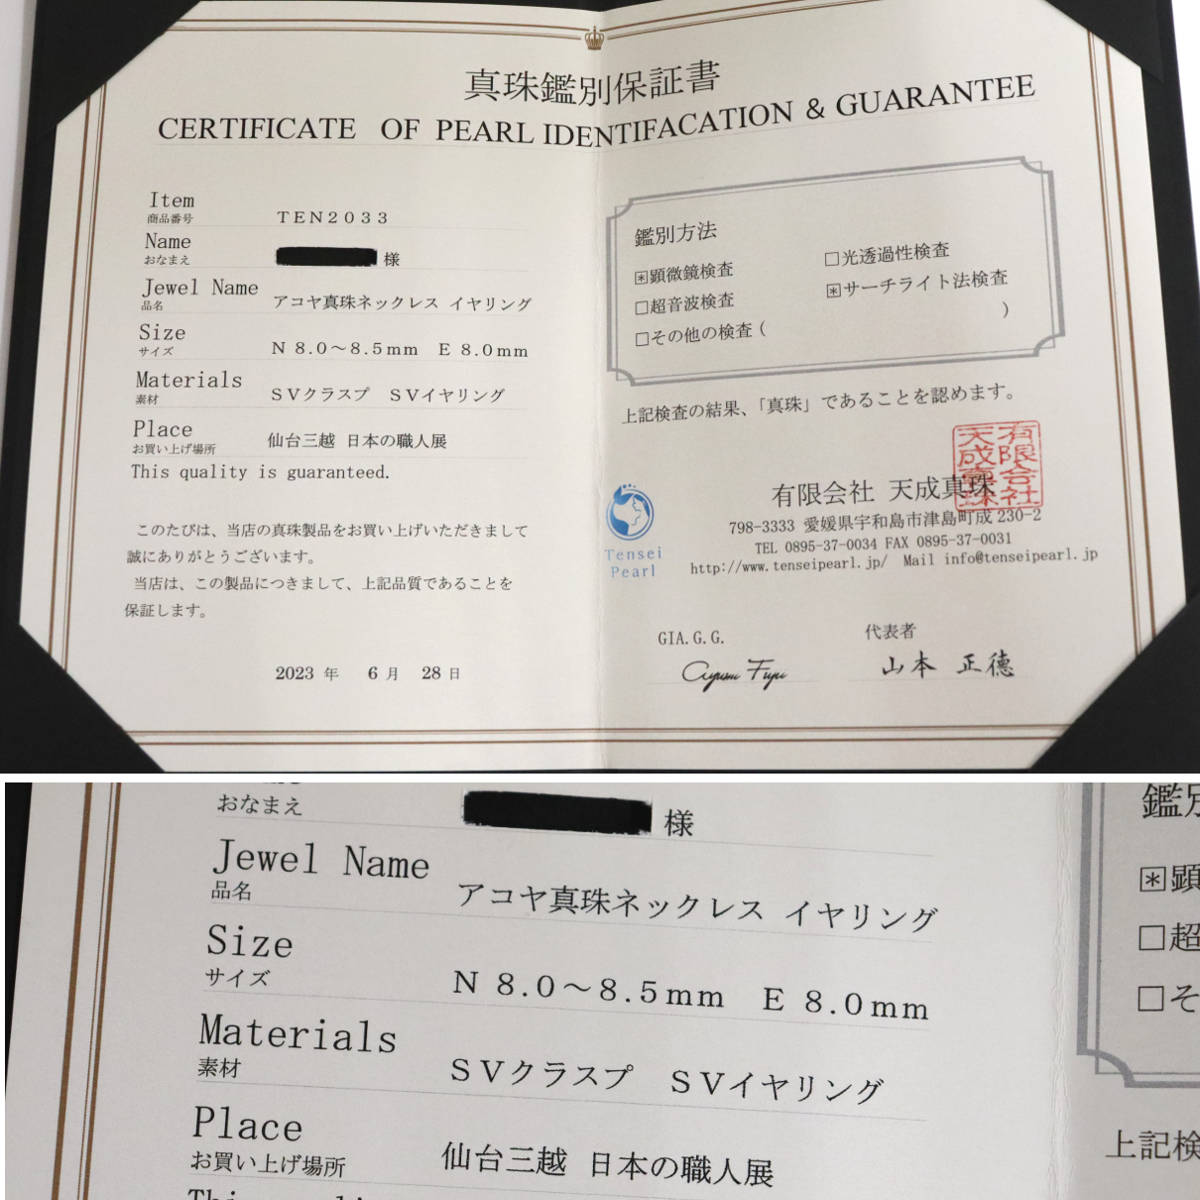 真珠鑑別保証書
CERTIFICATE OF PEARL IDENTIFACATION & GUARANTEE
Item
商品番号 TEN2033
Name
おなまえ 様
Jewel Name
品名 アコヤ真珠ネックレス イヤリング
Size
サイズ N 8.0～8.5mm E 8.0mm
Materials
素材 SVクラスプ SVイヤリング
Place
お買い上げ場所 仙台三越 日本の職人展
This quality is guaranteed.
このたびは、当店の真珠製品をお買い上げいただきまして
誠にありがとうございます。
当店は、この製品につきまして、上記品質であることを
保証します。
2023 年 6 月 28 日
鑑別方法
顕微鏡検査 □光透過性検査
□超音波検査 サーチライト法検査
□その他の検査 ( )
上記検査の結果、「真珠」であることを認めます。
有限会社 天成真珠
有限会社
天成真珠
798-3333 愛媛県宇和島市津島町成 230-2
TEL 0895-37-0034 FAX 0895-37-0031
http://www.tenseipearl.jp/ Mail info@tenseipearl.jp
Tensei
Pearl
GIA.G.G. 代表者
山本 正德
おなまえ 様
Jewel Name
品名 アコヤ真珠ネックレス イヤリング
Size
サイズ N 8.0～8.5mm E 8.0mm
Materials
素材 SVクラスプ SVイヤリング
Place
お買い上げ場所 仙台三越 日本の職人展
鑑別
顕
□超
□そ
上記検